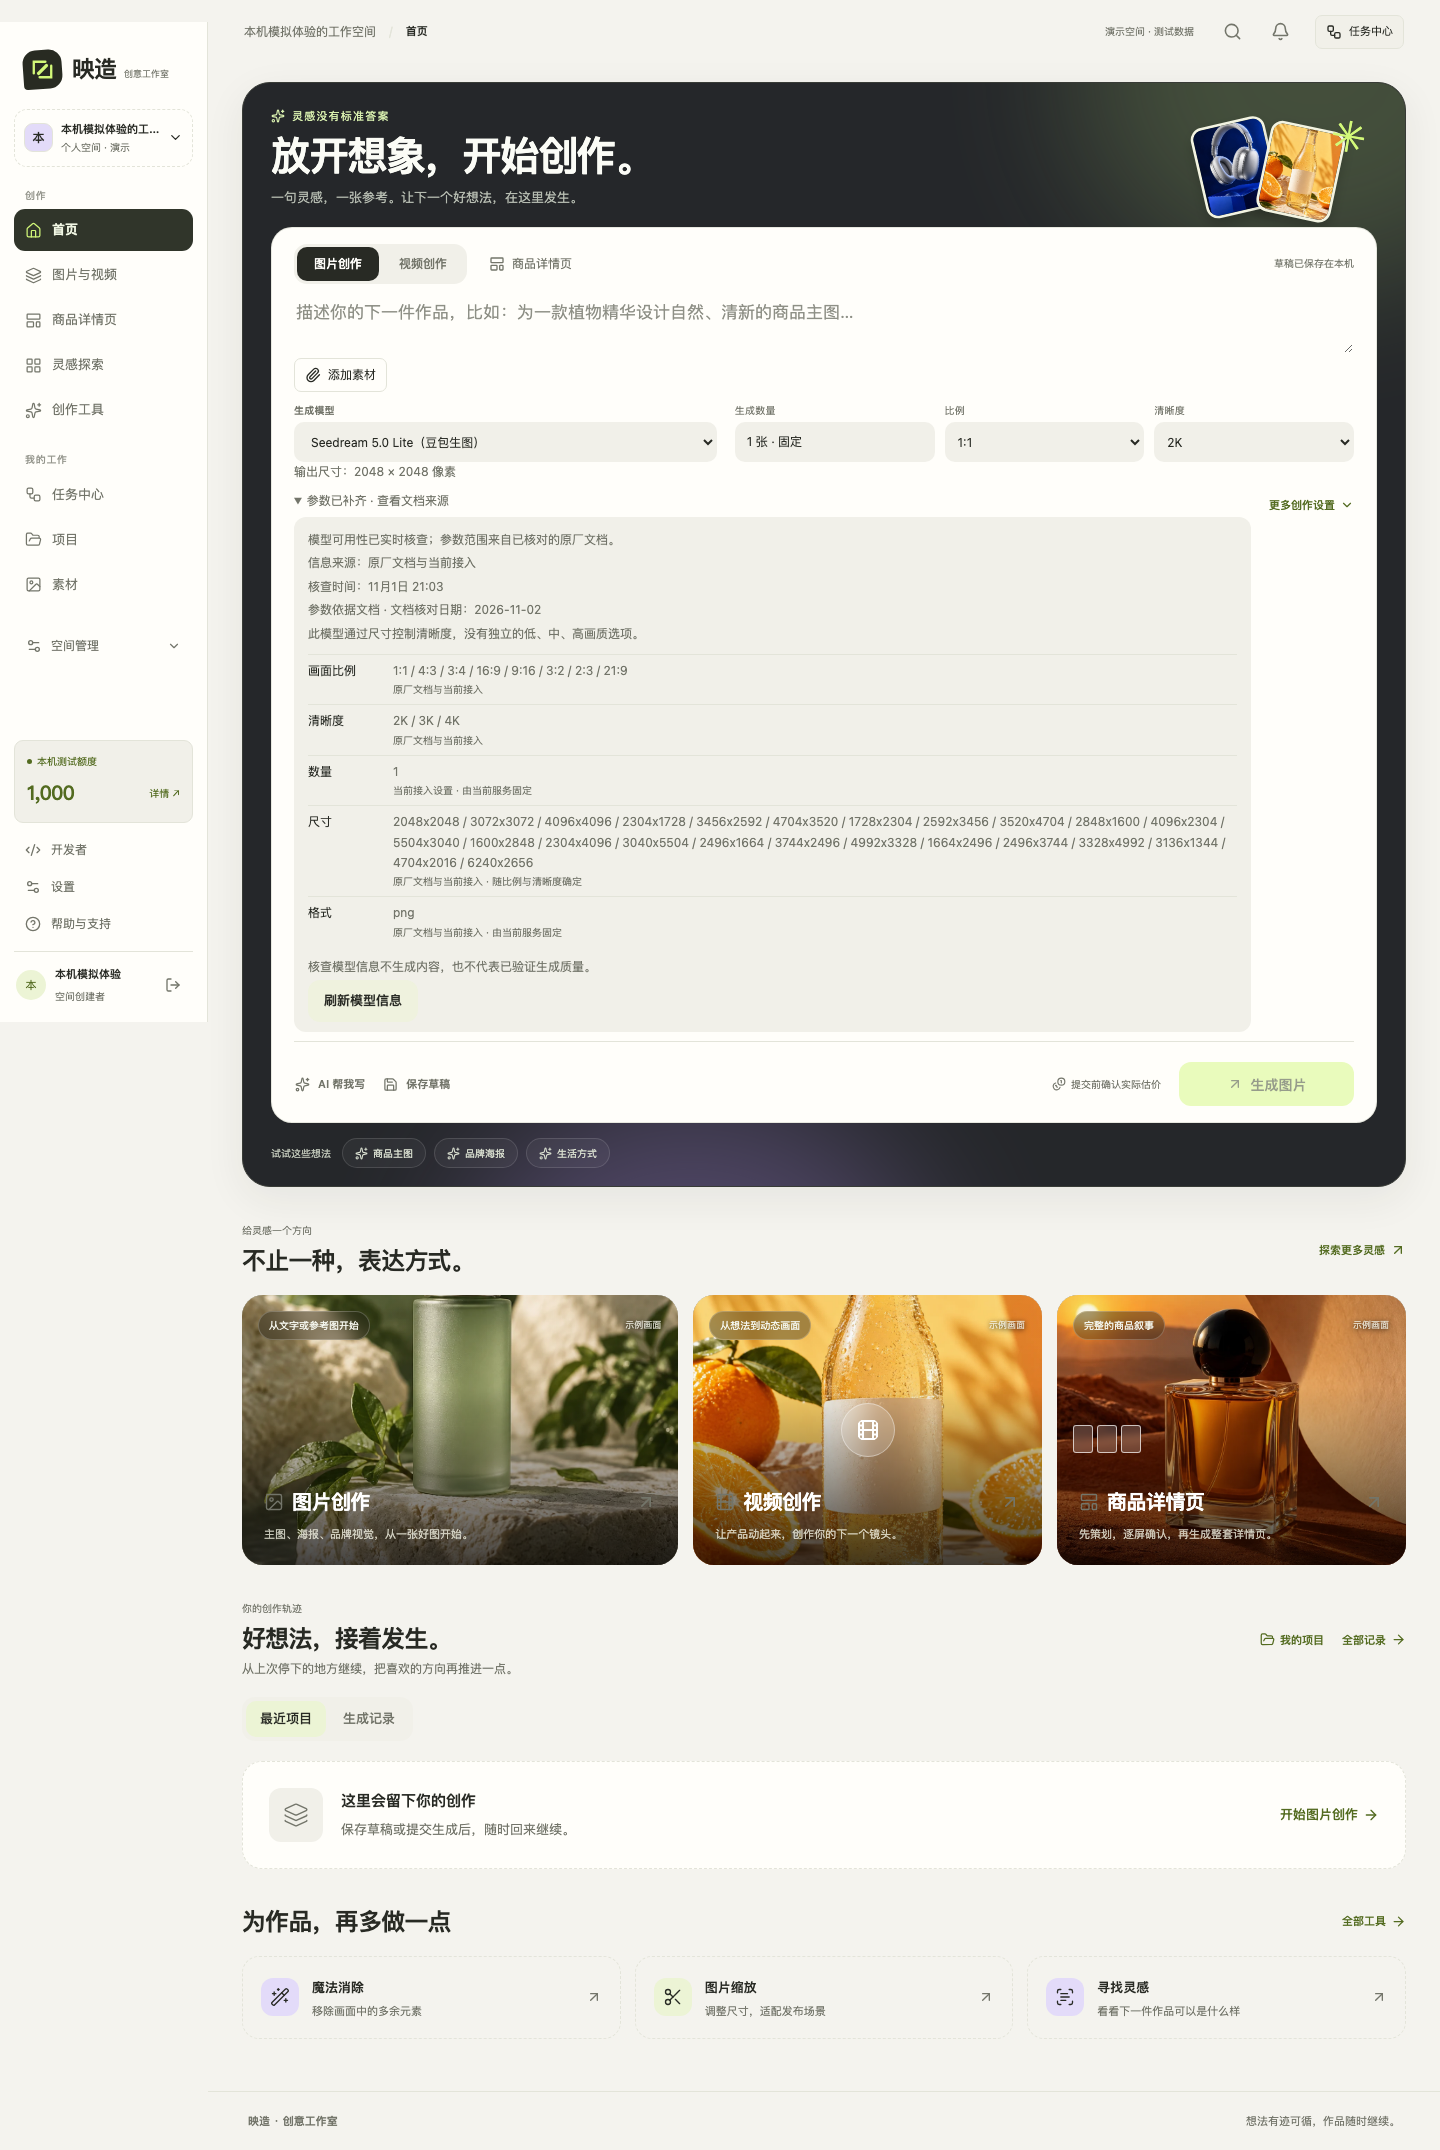 映造 创意工作室
本 本机模拟体验的工...
个人空间 · 演示
创作
首页
图片与视频
商品详情页
灵感探索
创作工具
我的工作
任务中心
项目
素材
空间管理
本机测试额度
1,000 详情
开发者
设置
帮助与支持
本 本机模拟体验
空间创建者
本机模拟体验的工作空间 / 首页
演示空间 · 测试数据 任务中心
灵感没有标准答案
放开想象，开始创作。
一句灵感，一张参考。让下一个好想法，在这里发生。
图片创作 视频创作 商品详情页 草稿已保存在本机
描述你的下一件作品，比如：为一款植物精华设计自然、清新的商品主图...
添加素材
生成模型 生成数量 比例 清晰度
Seedream 5.0 Lite（豆包生图） 1 张 · 固定 1:1 2K
输出尺寸：2048 × 2048 像素
▼ 参数已补齐 · 查看文档来源 更多创作设置
模型可用性已实时核查；参数范围来自已核对的原厂文档。
信息来源：原厂文档与当前接入
核查时间：11月1日 21:03
参数依据文档 · 文档核对日期：2026-11-02
此模型通过尺寸控制清晰度，没有独立的低、中、高画质选项。
画面比例 1:1 / 4:3 / 3:4 / 16:9 / 9:16 / 3:2 / 2:3 / 21:9
原厂文档与当前接入
清晰度 2K / 3K / 4K
原厂文档与当前接入
数量 1
当前接入设置 · 由当前服务固定
尺寸 2048x2048 / 3072x3072 / 4096x4096 / 2304x1728 / 3456x2592 / 4704x3520 / 1728x2304 / 2592x3456 / 3520x4704 / 2848x1600 / 4096x2304 /
5504x3040 / 1600x2848 / 2304x4096 / 3040x5504 / 2496x1664 / 3744x2496 / 4992x3328 / 1664x2496 / 2496x3744 / 3328x4992 / 3136x1344 /
4704x2016 / 6240x2656
原厂文档与当前接入 · 随比例与清晰度确定
格式 png
原厂文档与当前接入 · 由当前服务固定
核查模型信息不生成内容，也不代表已验证生成质量。
刷新模型信息
AI 帮我写 保存草稿 提交前确认实际估价 生成图片
试试这些想法 商品主图 品牌海报 生活方式
给灵感一个方向
不止一种，表达方式。
探索更多灵感
从文字或参考图开始 示例画面
图片创作
主图、海报、品牌视觉，从一张好图开始。
从想法到动态画面 示例画面
视频创作
让产品动起来，创作你的下一个镜头。
完整的商品叙事 示例画面
商品详情页
先策划，逐屏确认，再生成整套详情页。
你的创作轨迹
好想法，接着发生。
我的项目 全部记录
从上次停下的地方继续，把喜欢的方向再推进一点。
最近项目 生成记录
这里会留下你的创作
保存草稿或提交生成后，随时回来继续。
开始图片创作
为作品，再多做一点
全部工具
魔法消除
移除画面中的多余元素
图片缩放
调整尺寸，适配发布场景
寻找灵感
看看下一件作品可以是什么样
映造 · 创意工作室 想法有迹可循，作品随时继续。